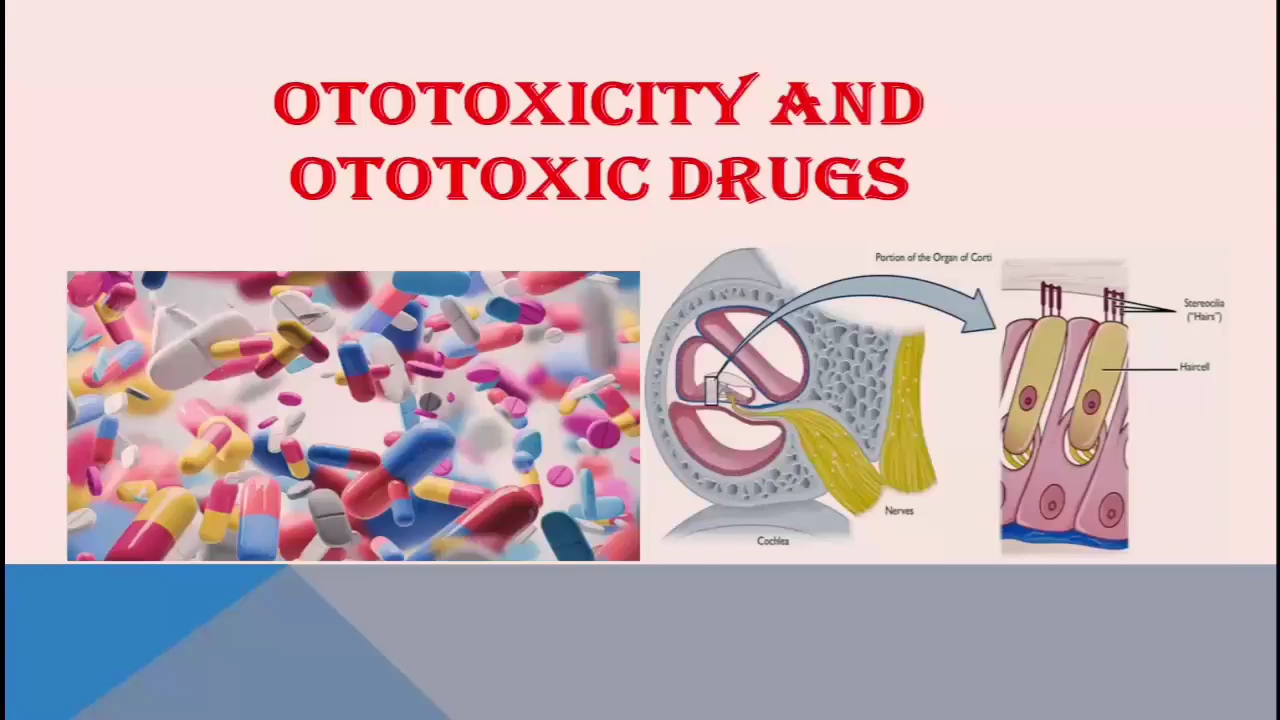 OTOTOXICITY AND
OTOTOXIC DRUGS
Portion of the Organ of Corti
Stereocilia
("Hairs")
Haircell
Nerves
Cochlea